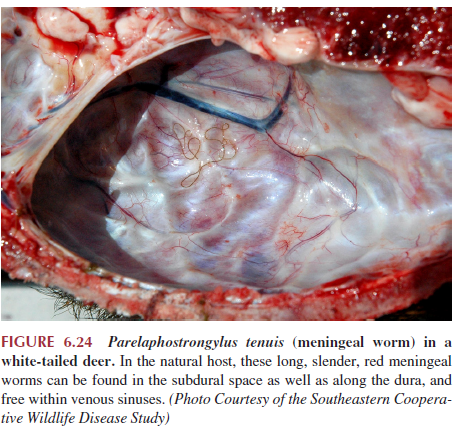 FIGURE 6.24 Parelaphostrongylus tenuis (meningeal worm) in a
white-tailed deer. In the natural host, these long, slender, red meningeal
worms can be found in the subdural space as well as along the dura, and
free within venous sinuses. (Photo Courtesy of the Southeastern Coopera-
tive Wildlife Disease Study)